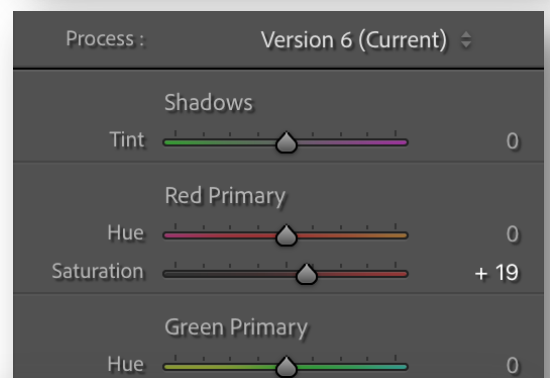 Process : Version 6 (Current)
Shadows
Tint 0
Red Primary
Hue 0
Saturation + 19
Green Primary
Hue 0